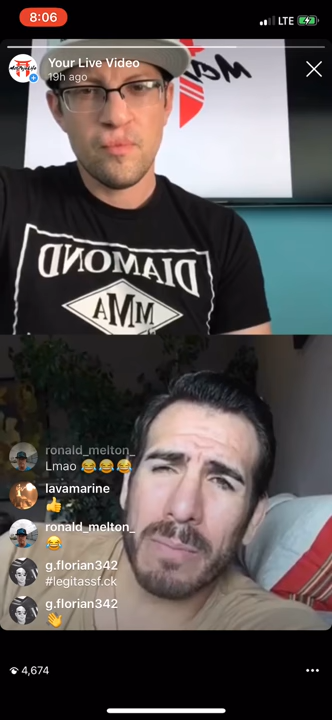 8:06
LTE
Your Live Video
19h ago
DIAMOND
MMA
ronald_melton_
Lmao 😂😂😂
lavamarine
👍
ronald_melton_
😂
g.florian342
#legitassf.ck
g.florian342
👋
4,674